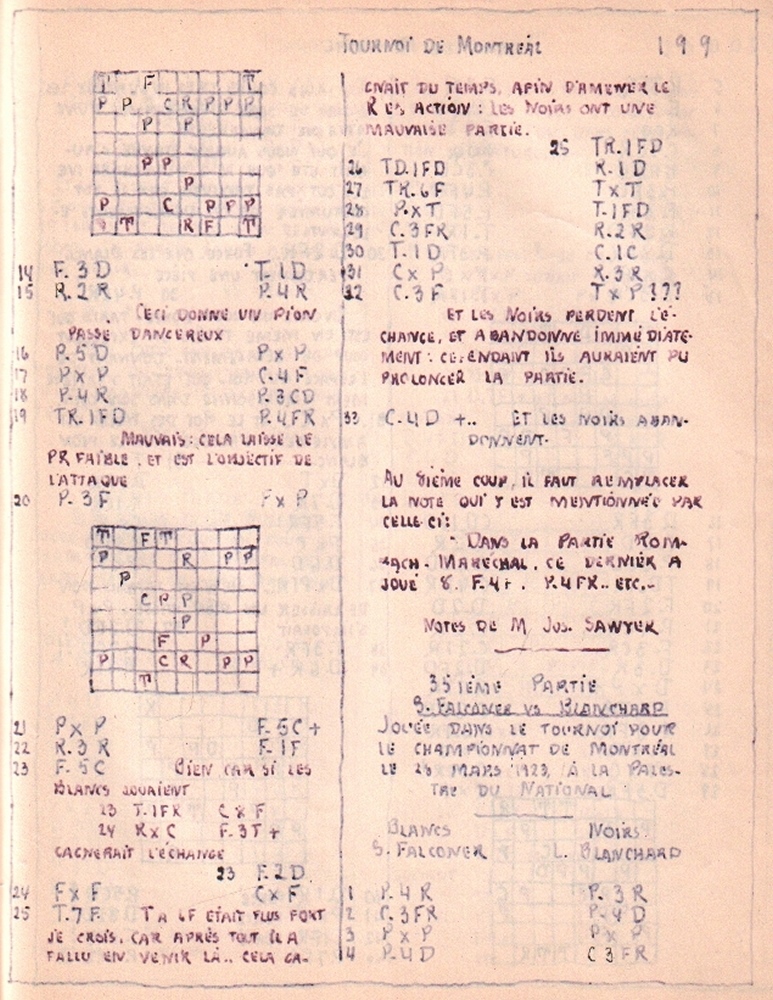 TOURNOI DE MONTRÉAL 199
T F T
P P C R P P P
P P
P P
P
P C P P P
T R F T
14 F.3D T.1D
15 R.2R P.4R
CECI DONNE UN PION
PASSE DANGEREUX
16 P.5D PxP
17 PxP C.4F
18 P.4R P.3CD
19 TR.1FD P.4FR
MAUVAIS: CELA LAISSE LE
PR FAIBLE, ET EST L'OBJECTIF DE
L'ATTAQUE
20 P.3F PxP
T F T
P R P P
P
C P P
P
F P
P C R P P
T
21 PxP F.5C+
22 R.3R F.1F
23 F.5C BIEN CAR SI LES
BLANCS JOUAIENT
23 T.1FR CxF
24 RxC F.3T+
GAGNERAIT L'ÉCHANGE
23 F.2D
24 FxF CxF
25 T.7F T A LF ETAIT PLUS FORT
JE CROIS, CAR APRÈS TOUT IL A
FALLU EN VENIR LÀ.. CELA GA-
GNAIT DU TEMPS, AFIN D'AMENER LE
R EN ACTION: LES NOIRS ONT UNE
MAUVAISE PARTIE.
25 TR.1FD
26 TD.1FD R.1D
27 TR.6F TxT
28 PxT T.1FD
29 C.3FR R.2R
30 T.1D C.1C
31 CxP R.3R
32 C.3F TxP???
ET LES NOIRS PERDENT L'É-
CHANGE, ET ABANDONNE IMMÉDIATE-
MENT: CEPENDANT ILS AURAIENT PU
PROLONGER LA PARTIE.
33 C.4D +.. ET LES NOIRS ABAN-
DONNENT.
AU 8IÈME COUP, IL FAUT REMPLACER
LA NOTE QUI Y EST MENTIONNÉE PAR
CELLE CI:
DANS LA PARTIE ROM-
BACH-MARÉCHAL, CE DERNIER A
JOUÉ 8. F.4+. P.4FR.. ETC..
NOTES DE M. JOS. SAWYER
35IÈME PARTIE
S. FALCONER VS BLANCHARD
JOUÉE DANS LE TOURNOI POUR
LE CHAMPIONNAT DE MONTRÉAL
LE 28 MARS 1923, À LA PALES-
TRE DU NATIONAL
BLANCS NOIRS
S. FALCONER L. BLANCHARD
1 P.4R P.3R
2 C.3FR P.4D
3 PxP PxP
4 P.4D C3FR